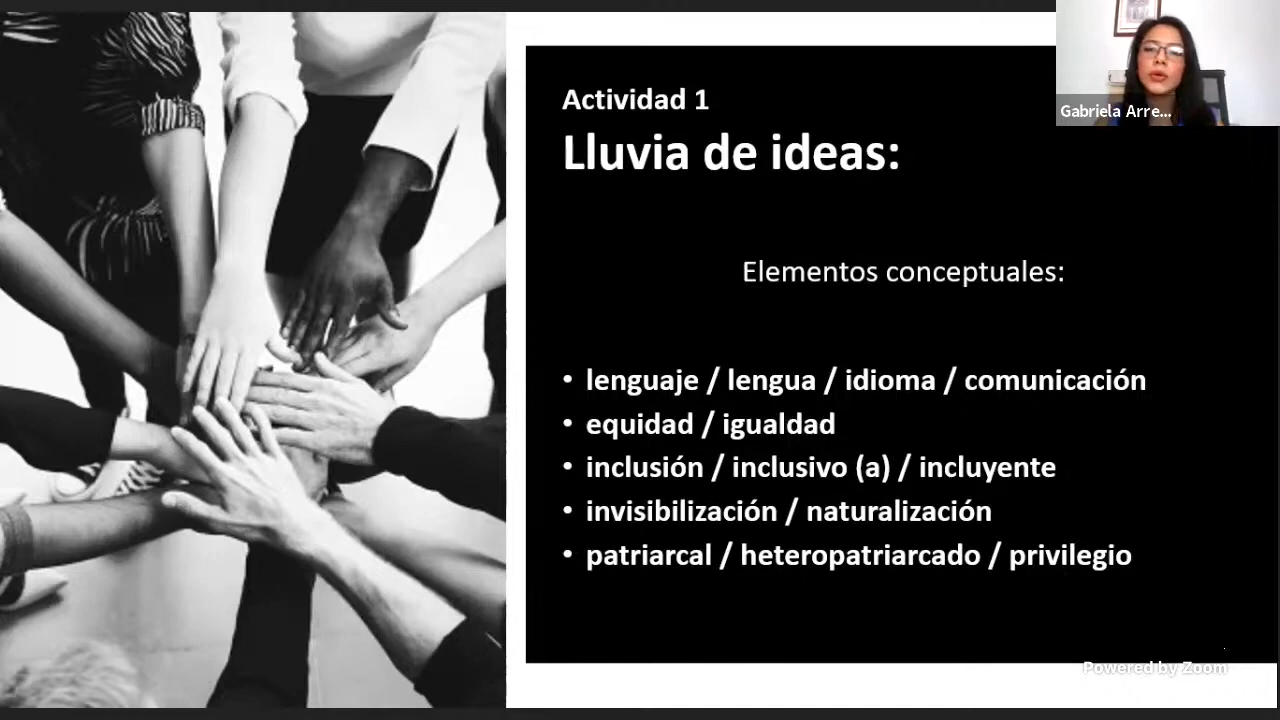 Actividad 1
Lluvia de ideas:
Gabriela Arre...
Elementos conceptuales:
• lenguaje / lengua / idioma / comunicación
• equidad / igualdad
• inclusión / inclusivo (a) / incluyente
• invisibilización / naturalización
• patriarcal / heteropatriarcado / privilegio
Powered by Zoom